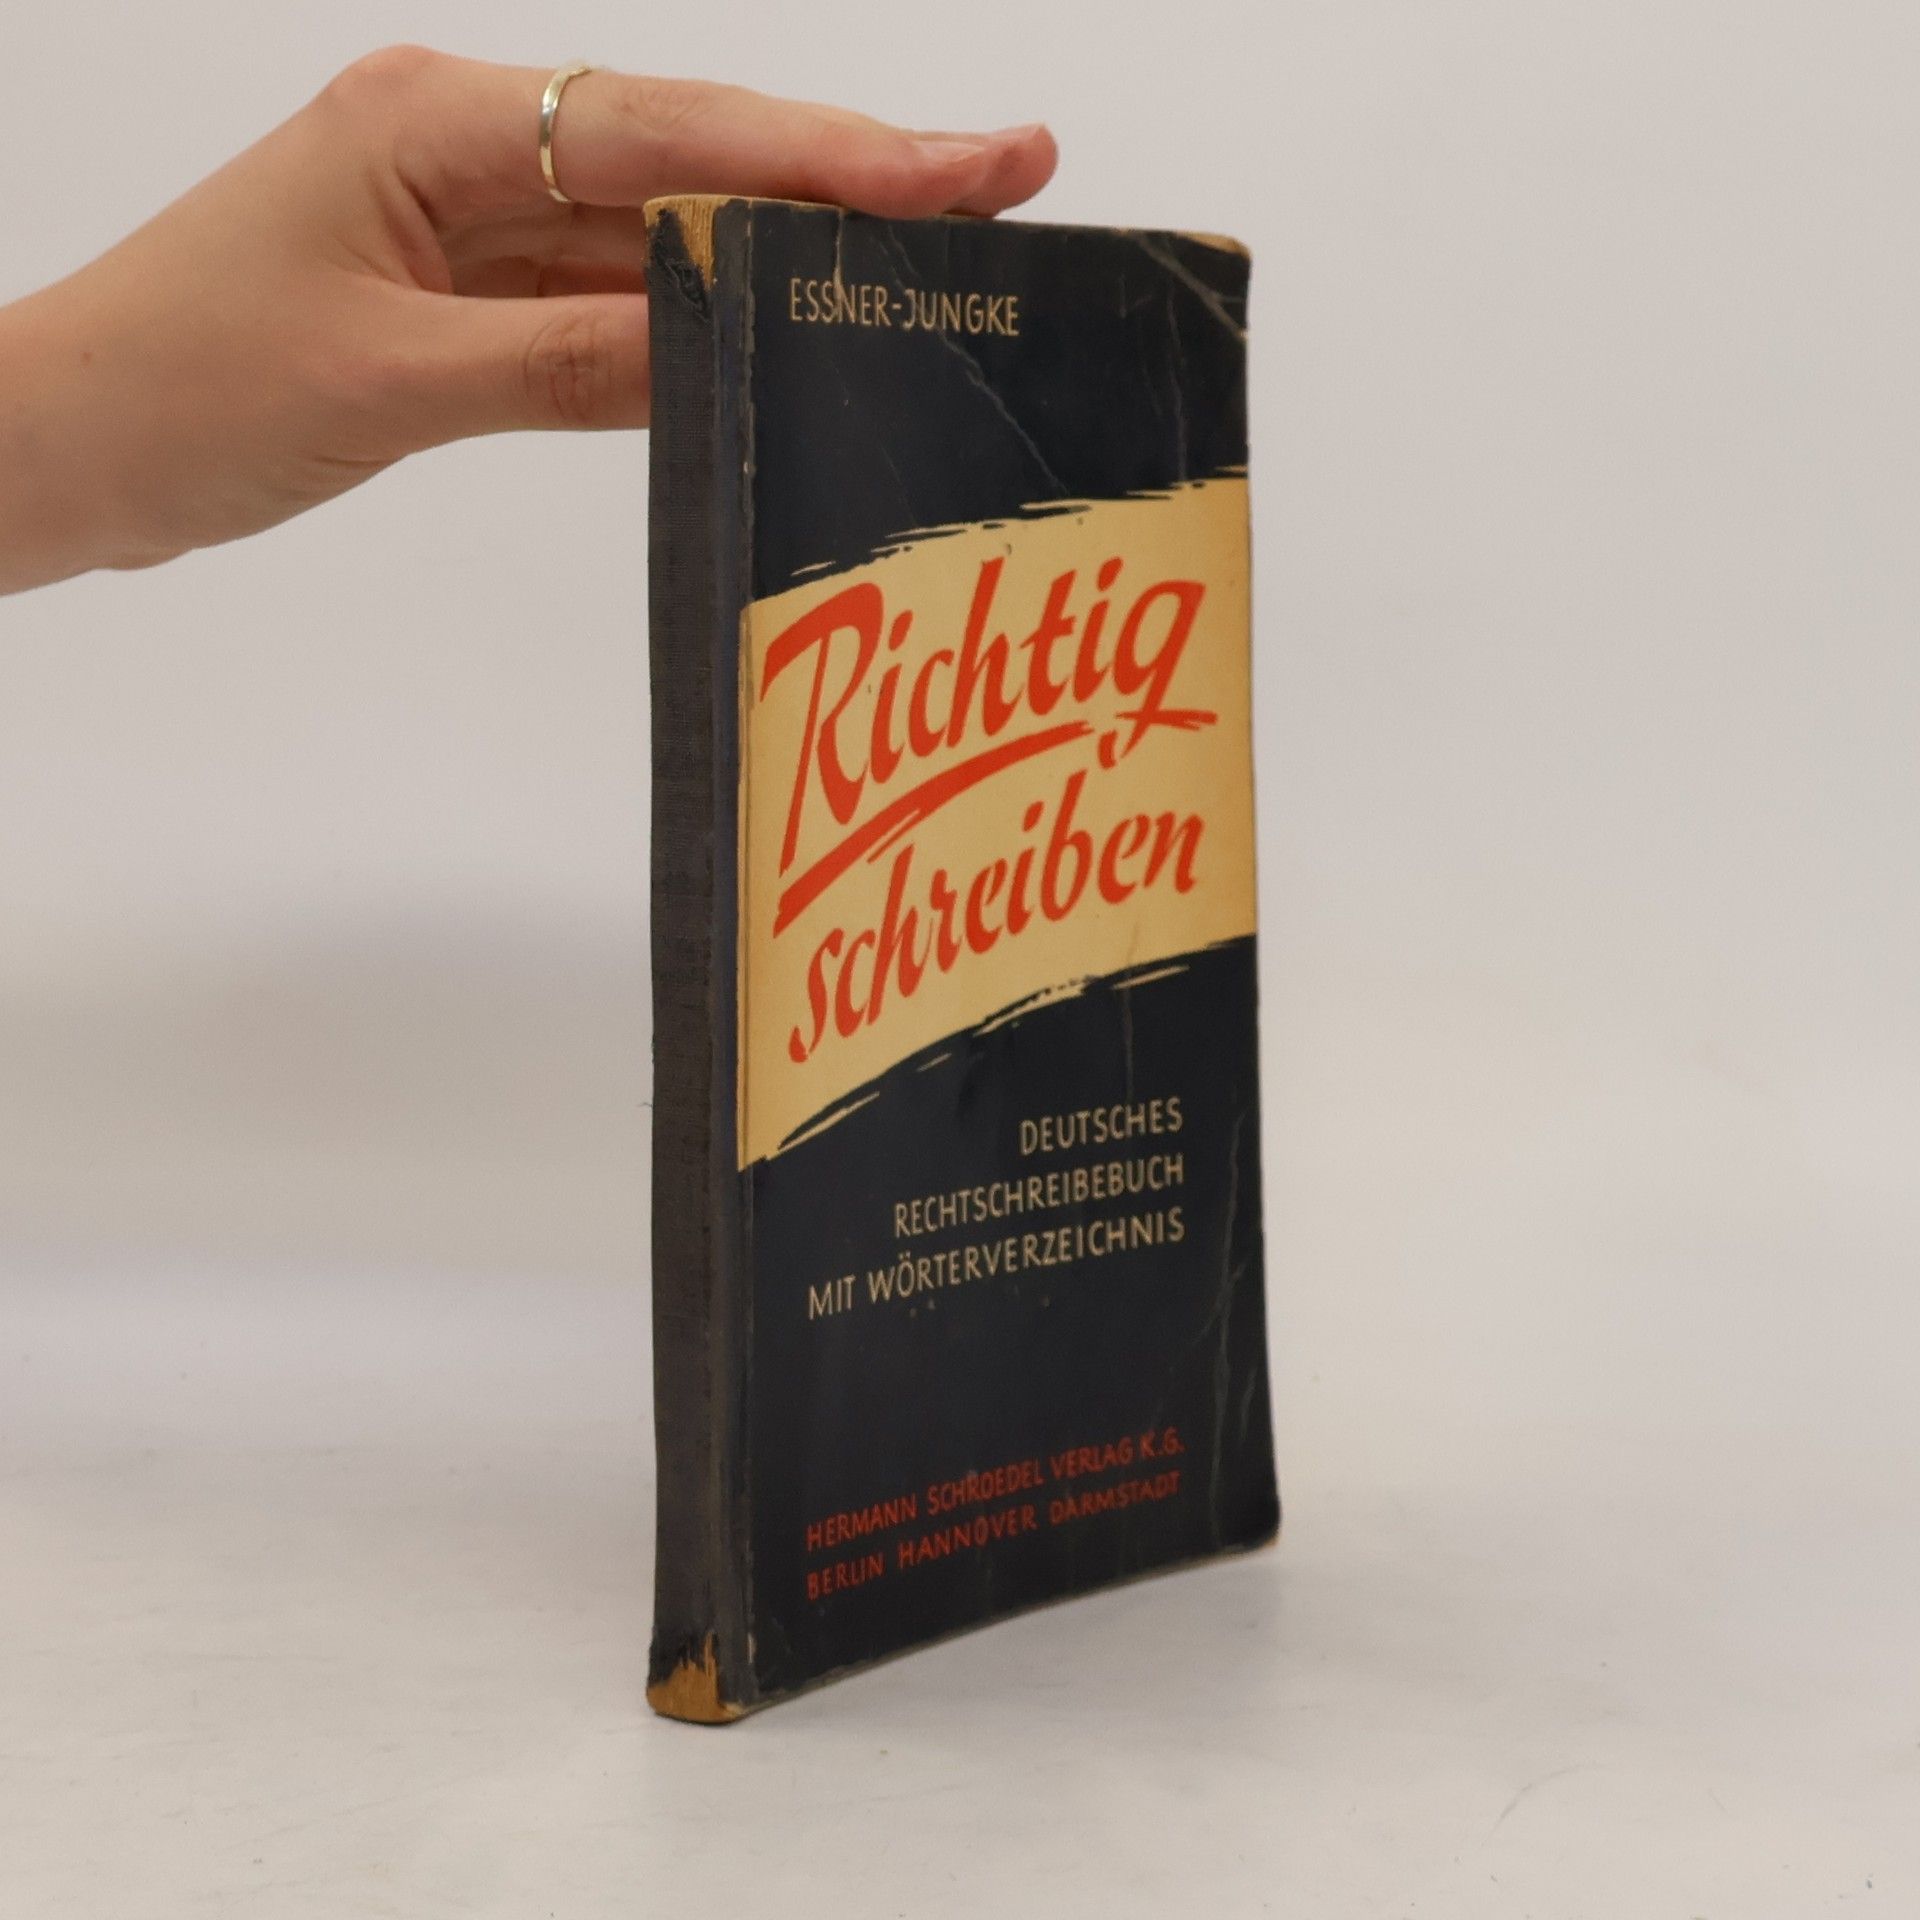 ESSNER-JUNGKE
Richtig
schreiben
DEUTSCHES
RECHTSCHREIBEBUCH
MIT WÖRTERVERZEICHNIS
HERMANN SCHROEDEL VERLAG K.G.
BERLIN HANNOVER DARMSTADT